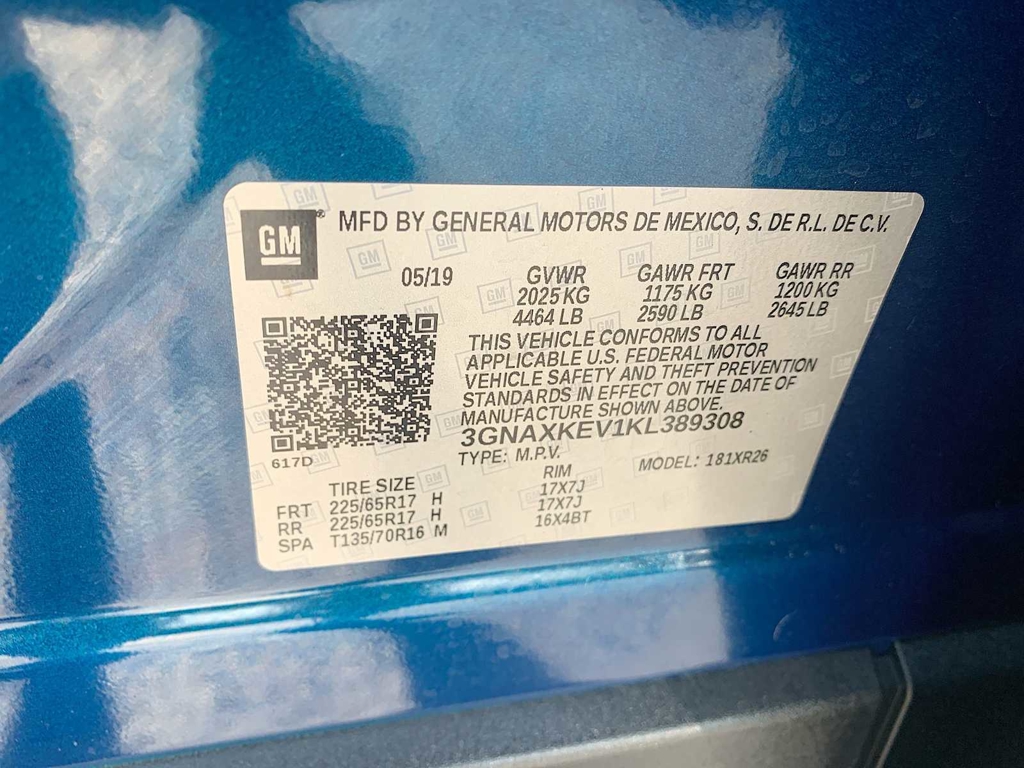 GM® MFD BY GENERAL MOTORS DE MEXICO, S. DE R.L. DE C.V.
05/19 GVWR GAWR FRT GAWR RR
2025 KG 1175 KG 1200 KG
4464 LB 2590 LB 2645 LB
THIS VEHICLE CONFORMS TO ALL
APPLICABLE U.S. FEDERAL MOTOR
VEHICLE SAFETY AND THEFT PREVENTION
STANDARDS IN EFFECT ON THE DATE OF
MANUFACTURE SHOWN ABOVE.
3GNAXKEV1KL389308
617D TYPE: M.P.V. MODEL: 181XR26
TIRE SIZE RIM
FRT 225/65R17 H 17X7J
RR 225/65R17 H 17X7J
SPA T135/70R16 M 16X4BT